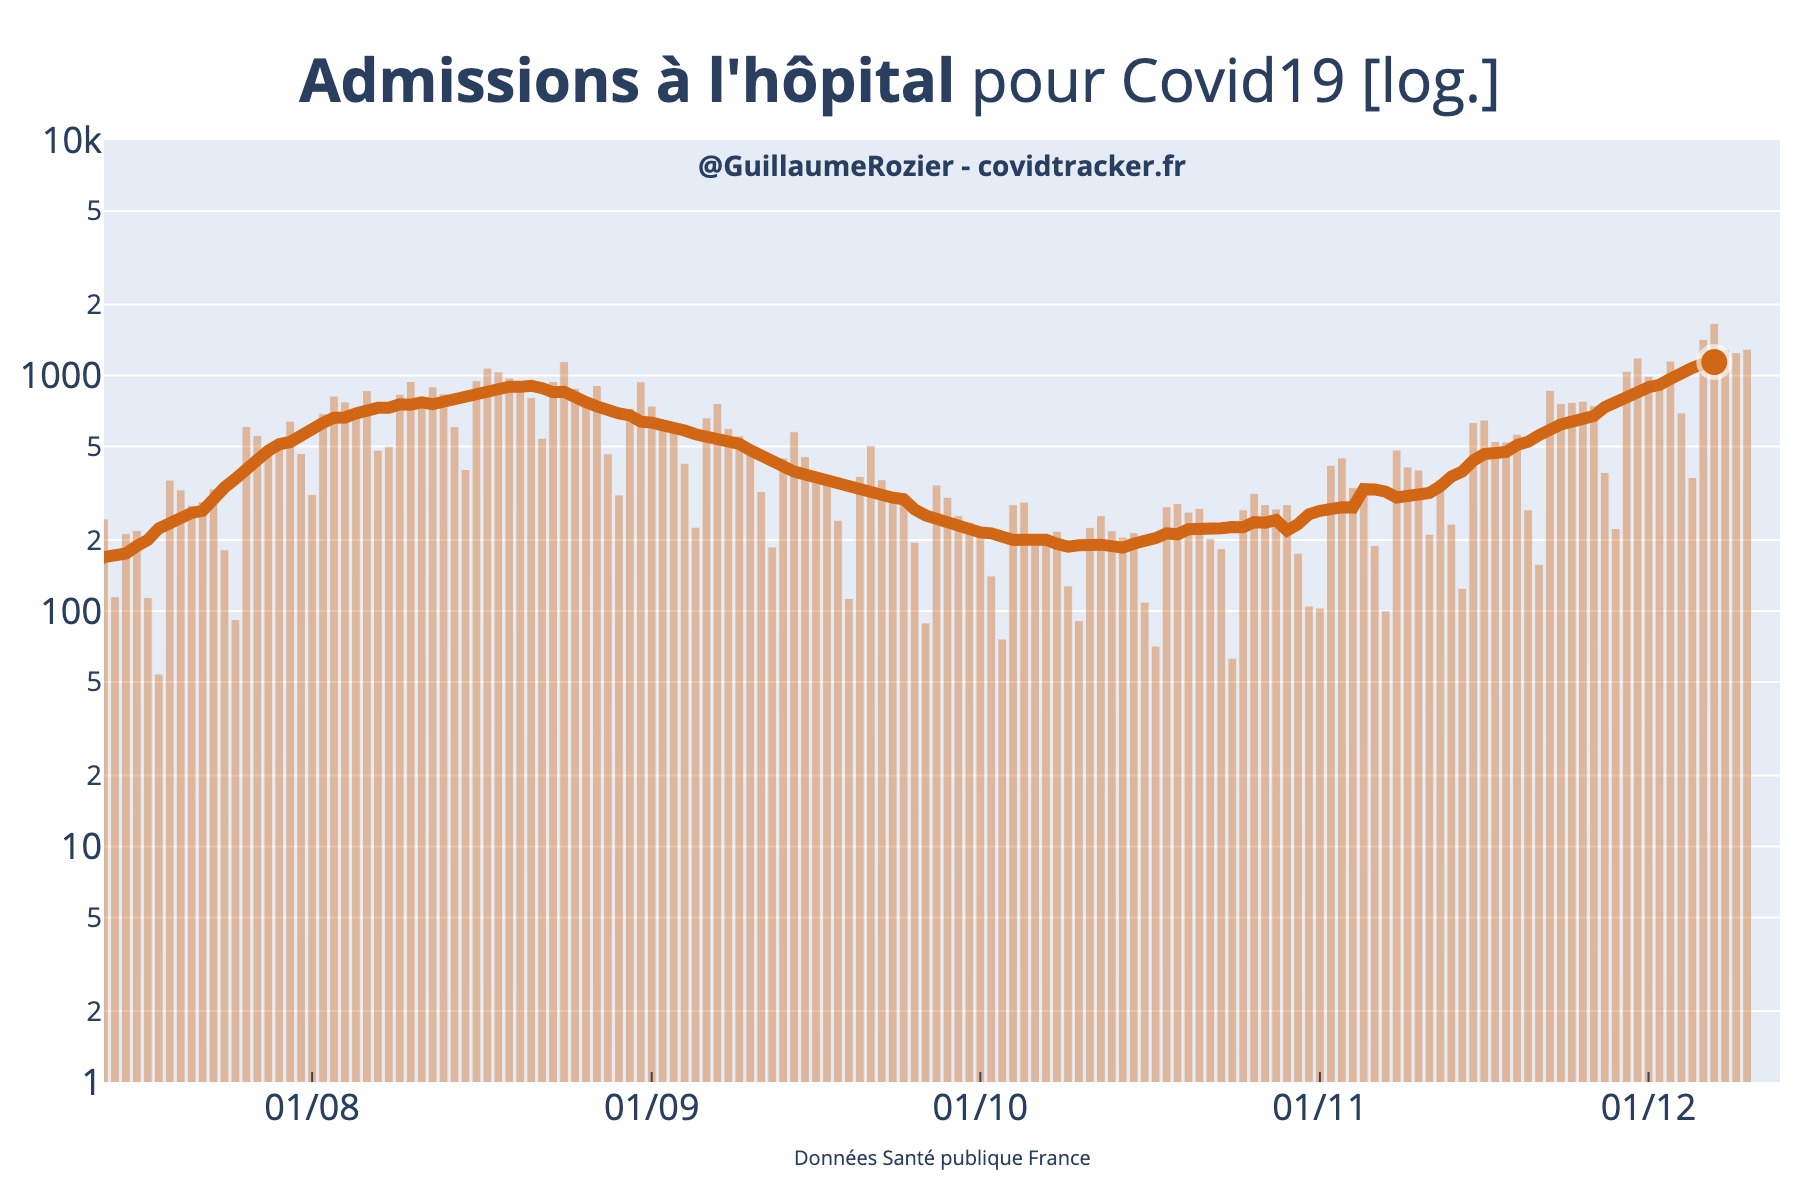 Admissions à l'hôpital pour Covid19 [log.]
@GuillaumeRozier - covidtracker.fr
10k
5
2
1000
5
2
100
5
2
10
5
2
1
01/08 01/09 01/10 01/11 01/12
Données Santé publique France